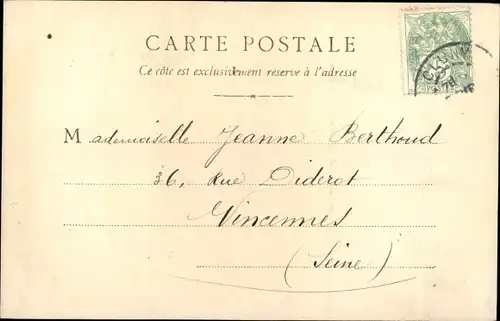 CARTE POSTALE
Ce côté est exclusivement reservé à l'adresse
Mademoiselle Jeanne Berthoud
36, Rue Diderot
Vincennes
(Seine)